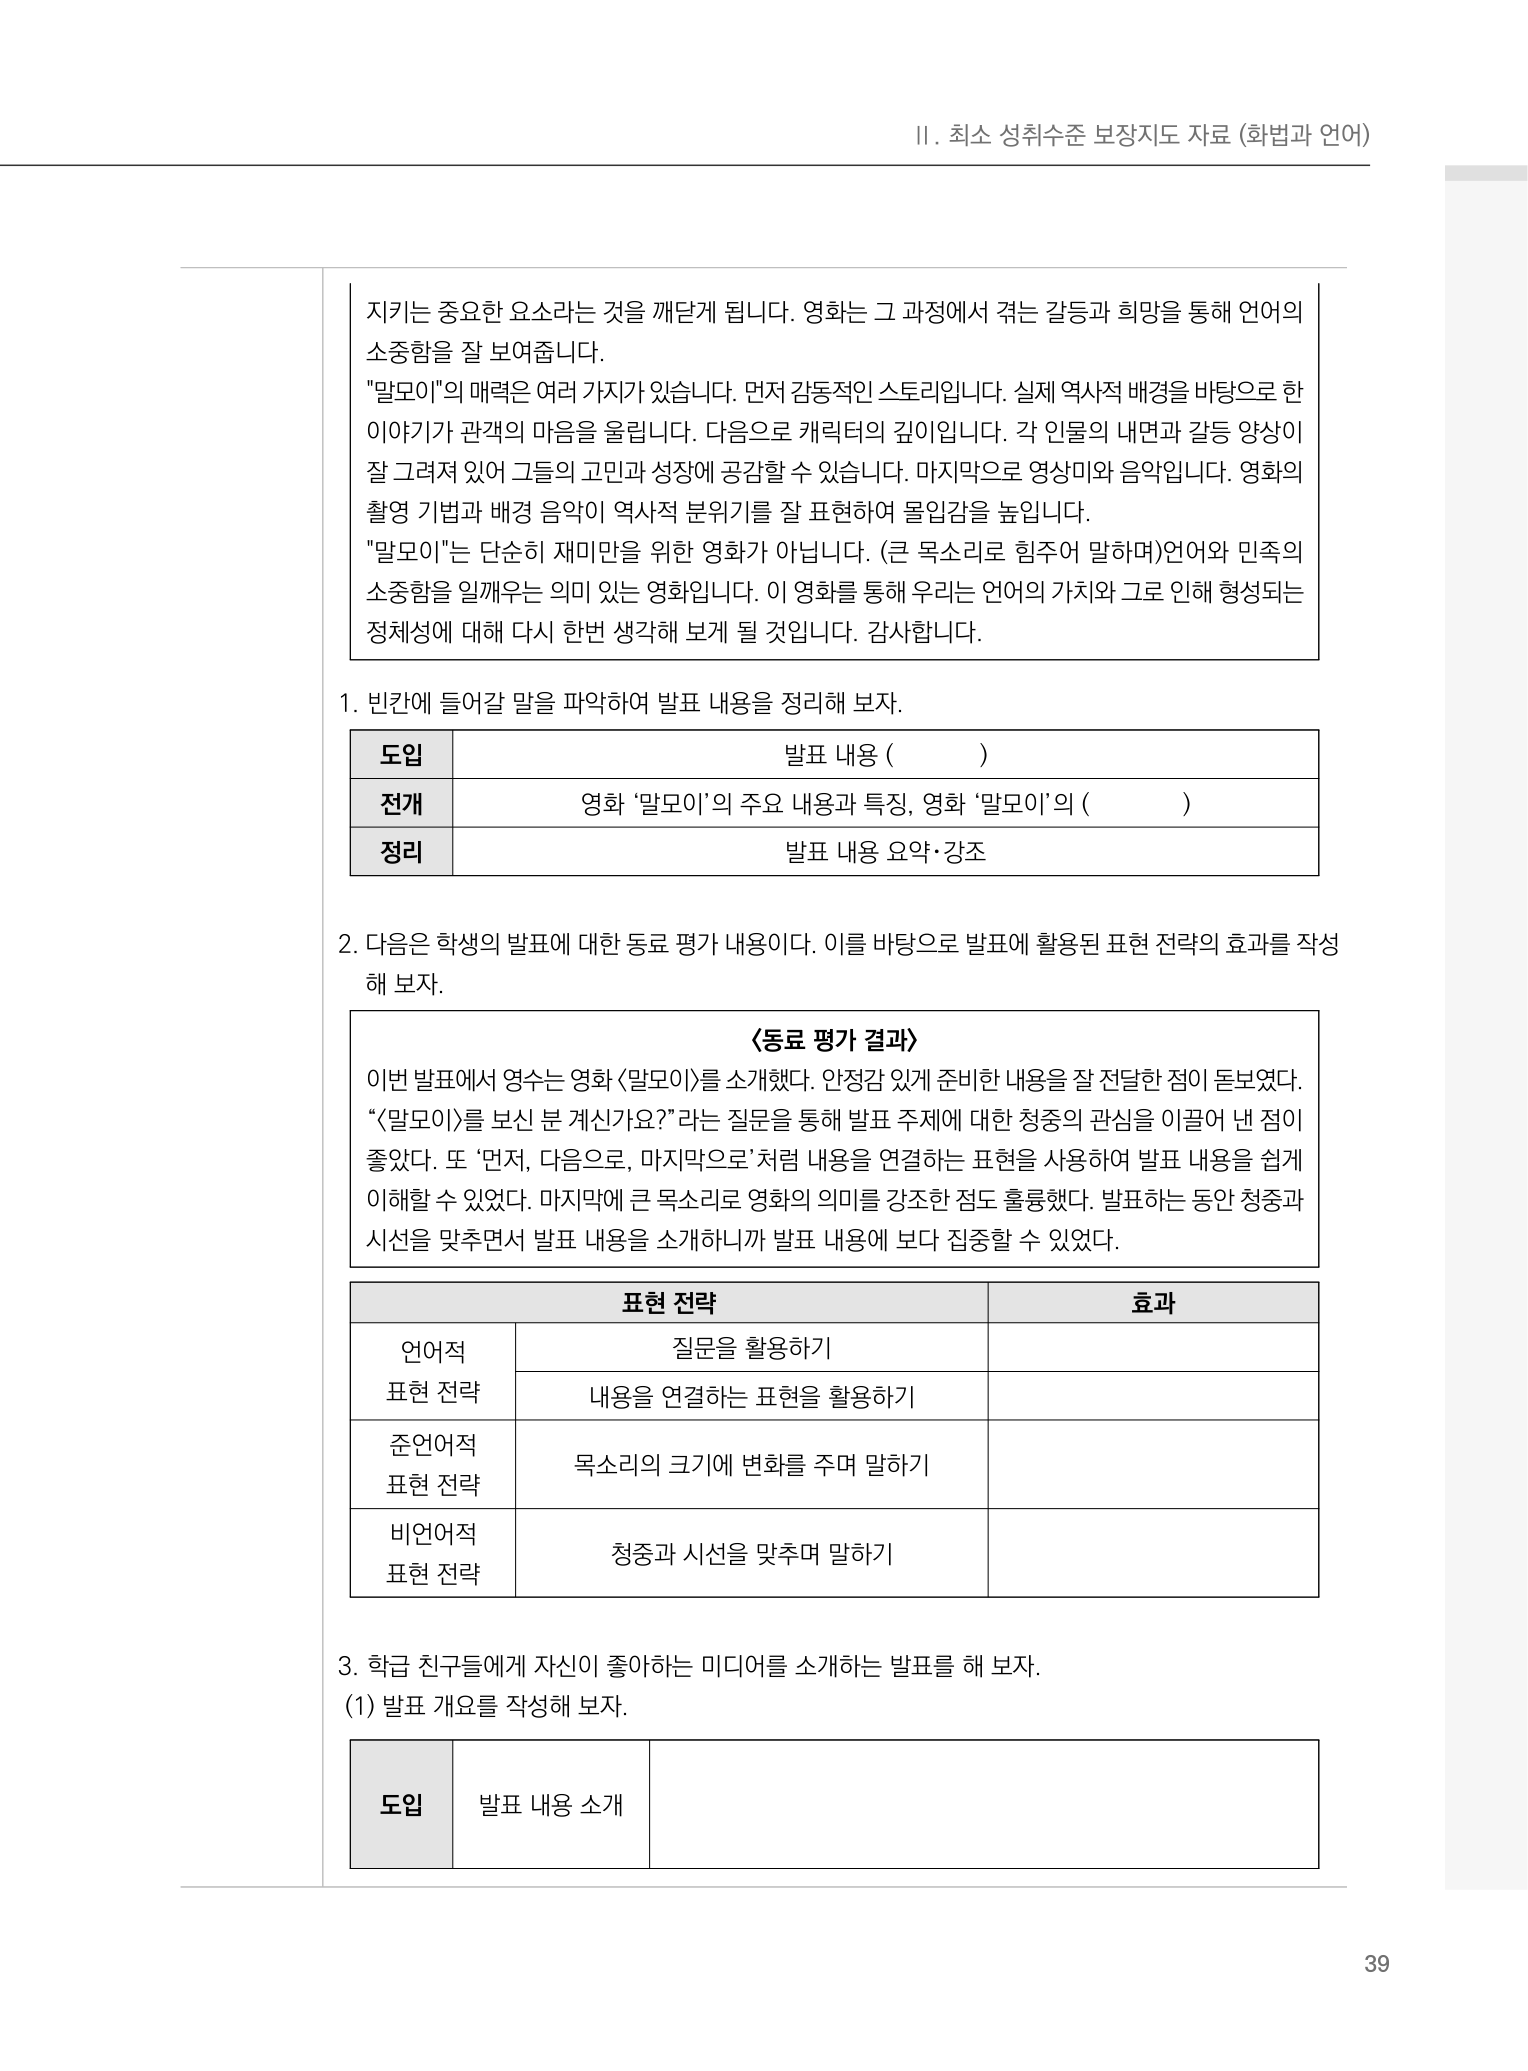 Ⅱ. 최소 성취수준 보장지도 자료 (화법과 언어)
지키는 중요한 요소라는 것을 깨닫게 됩니다. 영화는 그 과정에서 겪는 갈등과 희망을 통해 언어의
소중함을 잘 보여줍니다.
"말모이"의 매력은 여러 가지가 있습니다. 먼저 감동적인 스토리입니다. 실제 역사적 배경을 바탕으로 한
이야기가 관객의 마음을 울립니다. 다음으로 캐릭터의 깊이입니다. 각 인물의 내면과 갈등 양상이
잘 그려져 있어 그들의 고민과 성장에 공감할 수 있습니다. 마지막으로 영상미와 음악입니다. 영화의
촬영 기법과 배경 음악이 역사적 분위기를 잘 표현하여 몰입감을 높입니다.
"말모이"는 단순히 재미만을 위한 영화가 아닙니다. (큰 목소리로 힘주어 말하며)언어와 민족의
소중함을 일깨우는 의미 있는 영화입니다. 이 영화를 통해 우리는 언어의 가치와 그로 인해 형성되는
정체성에 대해 다시 한번 생각해 보게 될 것입니다. 감사합니다.
1. 빈칸에 들어갈 말을 파악하여 발표 내용을 정리해 보자.
도입 발표 내용 ( )
전개 영화 ‘말모이’의 주요 내용과 특징, 영화 ‘말모이’의 ( )
정리 발표 내용 요약·강조
2. 다음은 학생의 발표에 대한 동료 평가 내용이다. 이를 바탕으로 발표에 활용된 표현 전략의 효과를 작성
해 보자.
〈동료 평가 결과〉
이번 발표에서 영수는 영화 〈말모이〉를 소개했다. 안정감 있게 준비한 내용을 잘 전달한 점이 돋보였다.
“〈말모이〉를 보신 분 계신가요?”라는 질문을 통해 발표 주제에 대한 청중의 관심을 이끌어 낸 점이
좋았다. 또 ‘먼저, 다음으로, 마지막으로’처럼 내용을 연결하는 표현을 사용하여 발표 내용을 쉽게
이해할 수 있었다. 마지막에 큰 목소리로 영화의 의미를 강조한 점도 훌륭했다. 발표하는 동안 청중과
시선을 맞추면서 발표 내용을 소개하니까 발표 내용에 보다 집중할 수 있었다.
표현 전략 효과
언어적
표현 전략
질문을 활용하기
내용을 연결하는 표현을 활용하기
준언어적
표현 전략
목소리의 크기에 변화를 주며 말하기
비언어적
표현 전략
청중과 시선을 맞추며 말하기
3. 학급 친구들에게 자신이 좋아하는 미디어를 소개하는 발표를 해 보자.
(1) 발표 개요를 작성해 보자.
도입 발표 내용 소개
39